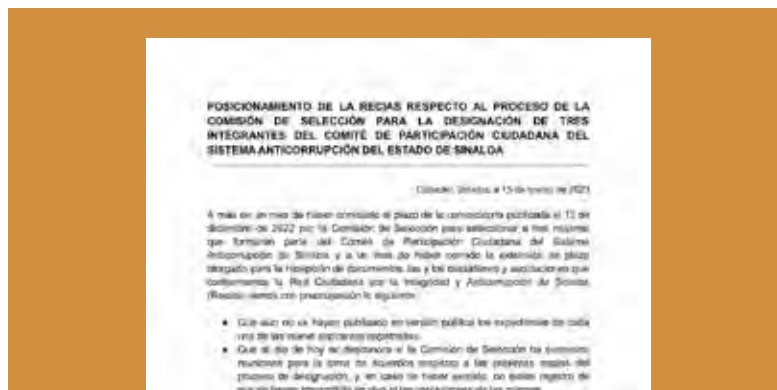 POSICIONAMIENTO DE LA RECIAS RESPECTO AL PROCESO DE LA
COMISIÓN DE SELECCIÓN PARA LA DESIGNACIÓN DE TRES
INTEGRANTES DEL COMITÉ DE PARTICIPACIÓN CIUDADANA DEL
SISTEMA ANTICORRUPCIÓN DEL ESTADO DE SINALOA
Sinaloa a 15 de de 2023
A más de un mes de haber concluido el plazo de la convocatoria publicada el 13 de
diciembre de 2022 por la Comisión de Selección para seleccionar a tres mujeres
que formarán parte del Comité de Participación Ciudadana del Sistema
Anticorrupción de Sinaloa y a un mes de haber corrido la extensión de plazo
otorgado para la recepción de documentos, las y los ciudadanos y asociaciones que
conformamos la Red Ciudadana por la Integridad y Anticorrupción de Sinaloa
(Recias) vemos con preocupación lo siguiente:
● Que aún no se hayan publicado en versión pública los expedientes de cada
una de las nueve aspirantes registradas.
● Que al día de hoy se desconoce si la Comisión de Selección ha sostenido
reuniones para la toma de acuerdos respecto a las próximas etapas del
proceso de designación, y en caso de haber existido, no existe registro de